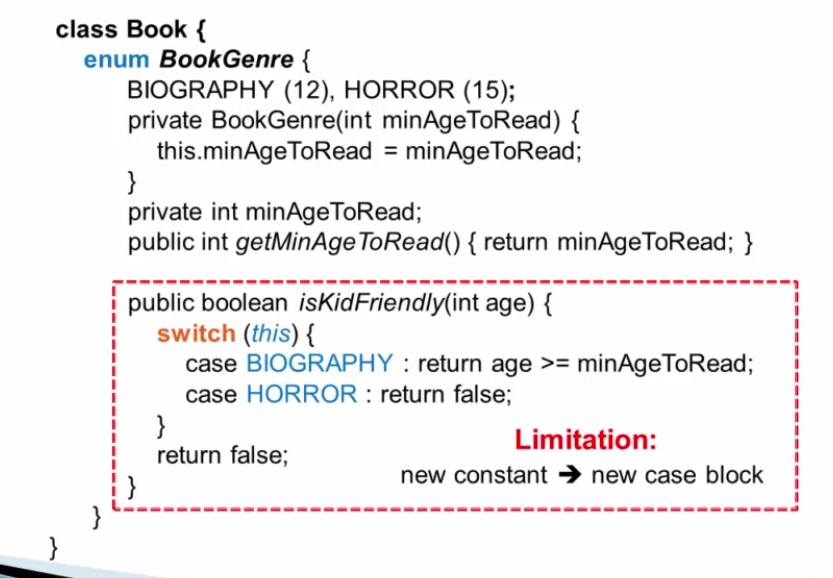 class Book {
enum BookGenre {
BIOGRAPHY (12), HORROR (15);
private BookGenre(int minAgeToRead) {
this.minAgeToRead = minAgeToRead;
}
private int minAgeToRead;
public int getMinAgeToRead() { return minAgeToRead; }
public boolean isKidFriendly(int age) {
switch (this) {
case BIOGRAPHY : return age >= minAgeToRead;
case HORROR : return false;
}
return false;
Limitation:
new constant ➔ new case block
}
}
}